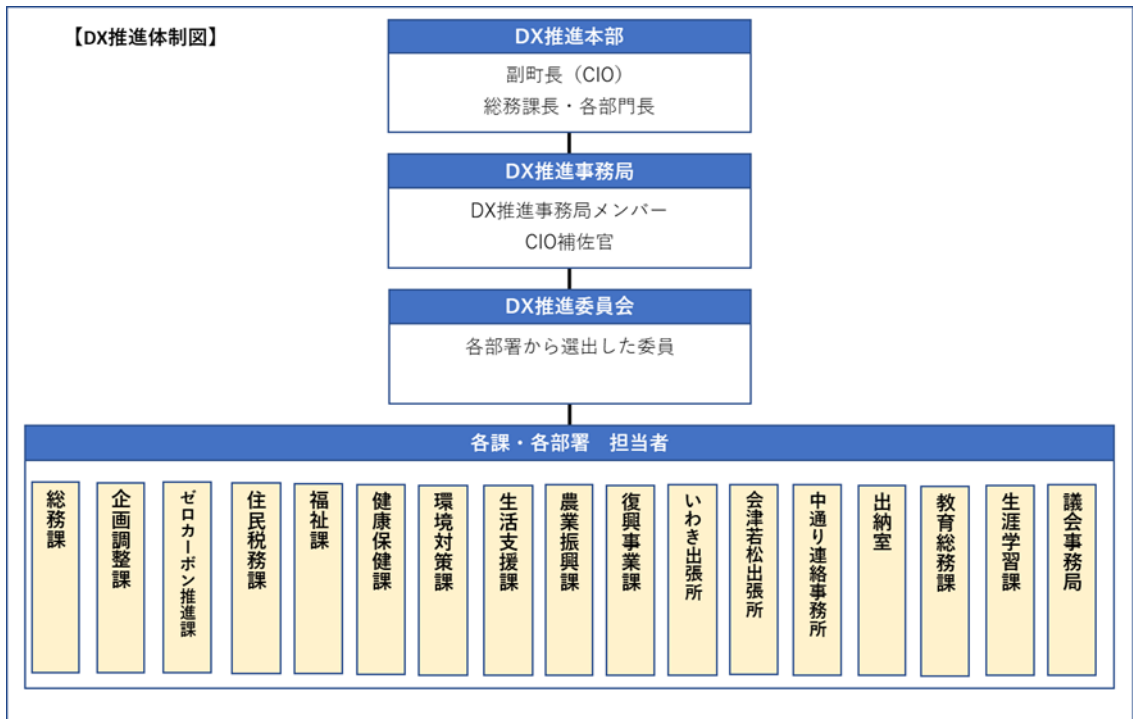 【DX推進体制図】
DX推進本部
副町長（CIO）
総務課長・各部門長
DX推進事務局
DX推進事務局メンバー
CIO補佐官
DX推進委員会
各部署から選出した委員
各課・各部署　担当者
総務課
企画調整課
ゼロカーボン推進課
住民税務課
福祉課
健康保健課
環境対策課
生活支援課
農業振興課
復興事業課
いわき出張所
会津若松出張所
中通り連絡事務所
出納室
教育総務課
生涯学習課
議会事務局